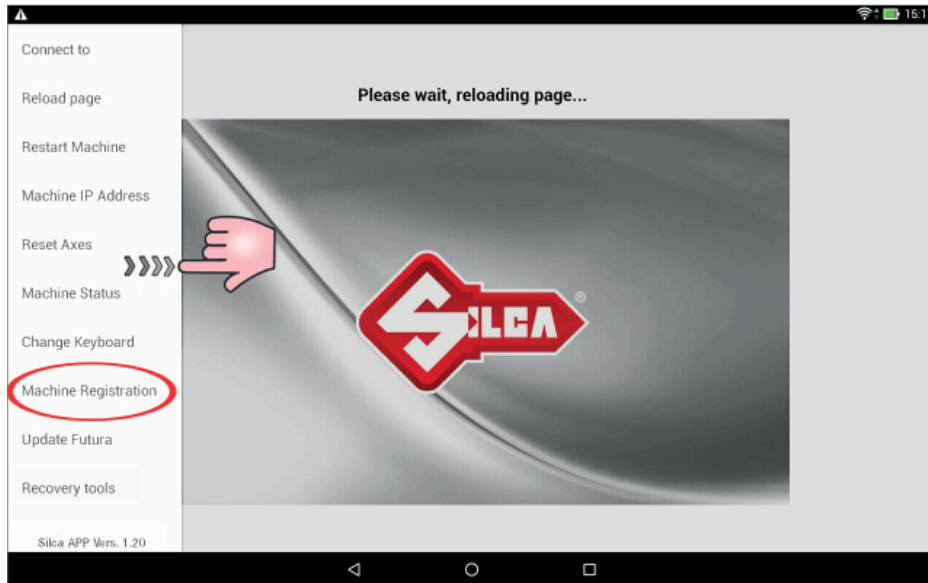 15:1
Connect to
Reload page
Restart Machine
Machine IP Address
Reset Axes
Machine Status
Change Keyboard
Machine Registration
Update Futura
Recovery tools
Silca APP Vers. 1.20
Please wait, reloading page...
SILCA ®